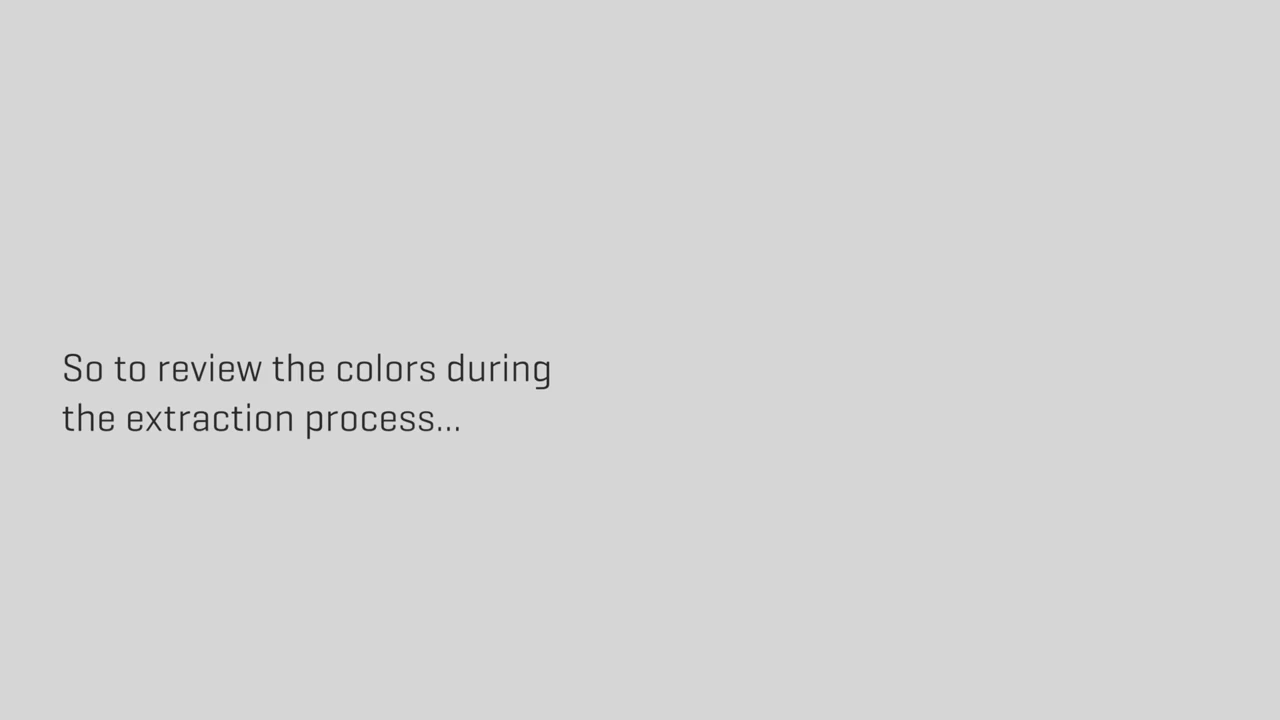 So to review the colors during
the extraction process...